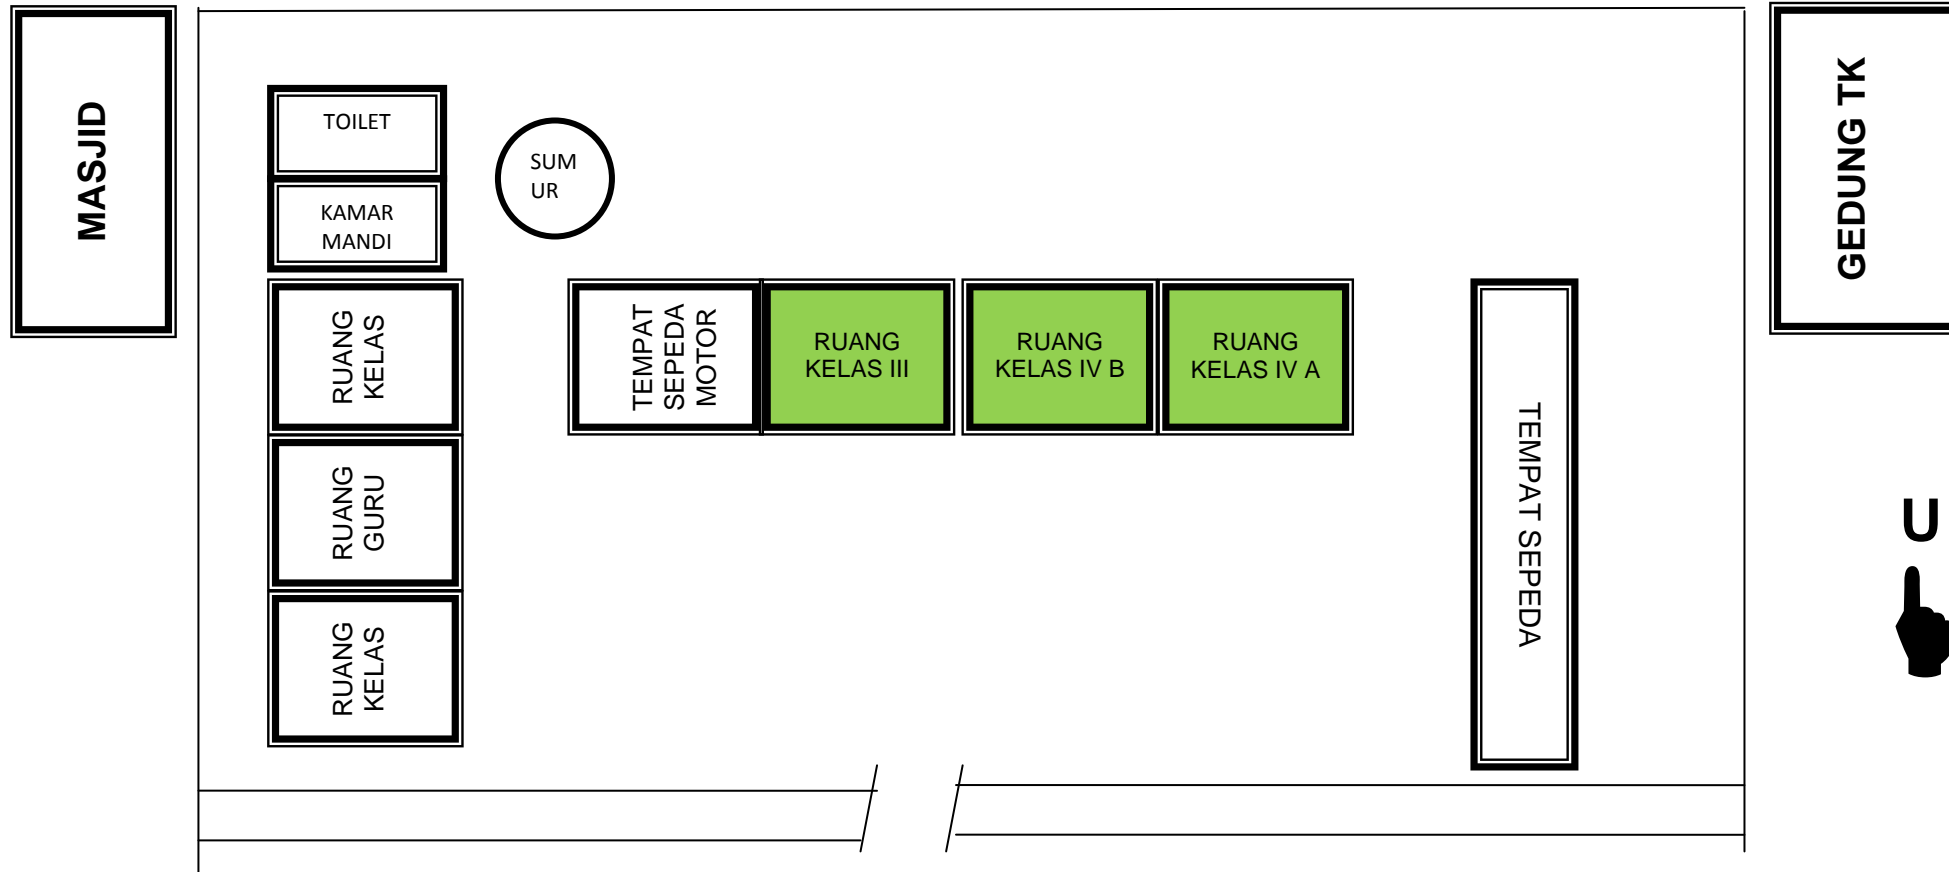 MASJID
TOILET
KAMAR
MANDI
SUM
UR
GEDUNG TK
RUANG
KELAS
TEMPAT
SEPEDA
MOTOR
RUANG
KELAS III
RUANG
KELAS IV B
RUANG
KELAS IV A
TEMPAT SEPEDA
RUANG
GURU
U
RUANG
KELAS